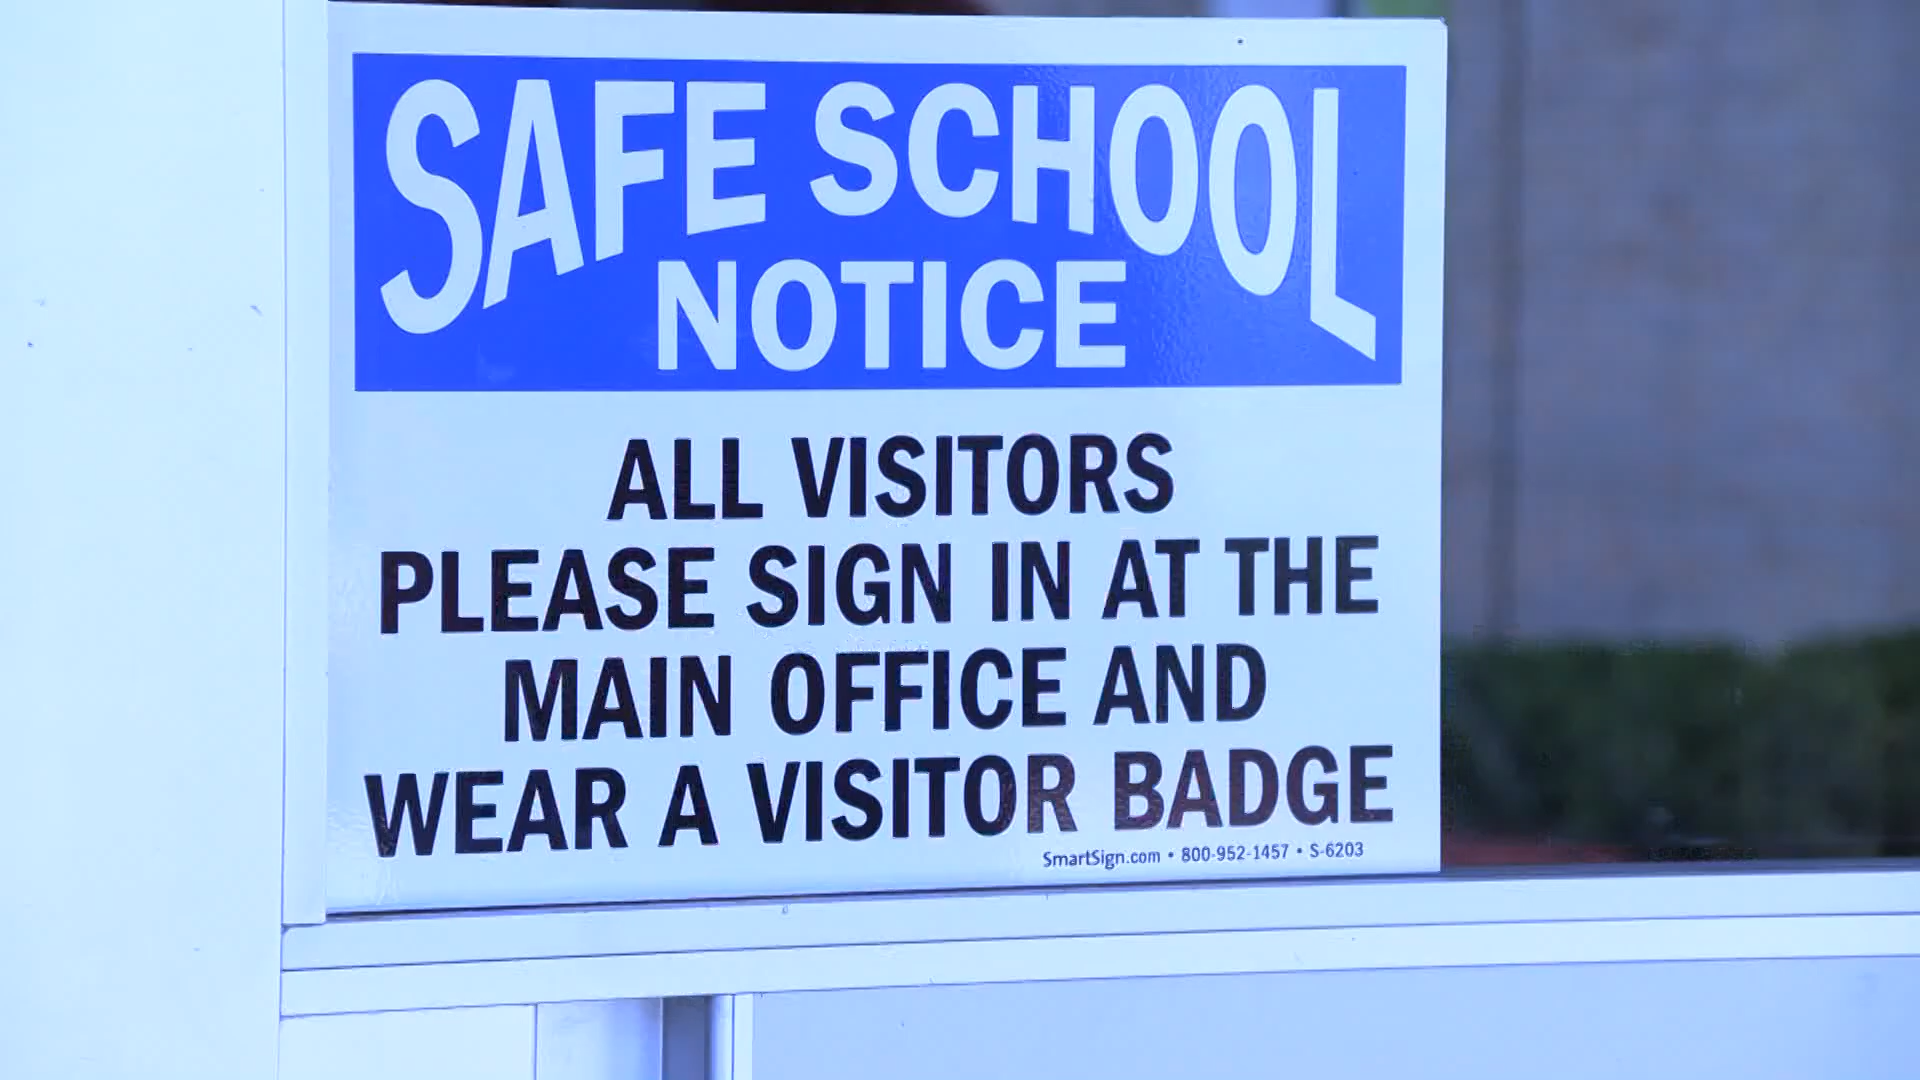 SAFE SCHOOL
NOTICE
ALL VISITORS
PLEASE SIGN IN AT THE
MAIN OFFICE AND
WEAR A VISITOR BADGE
SmartSign.com • 800-952-1457 • S-6203